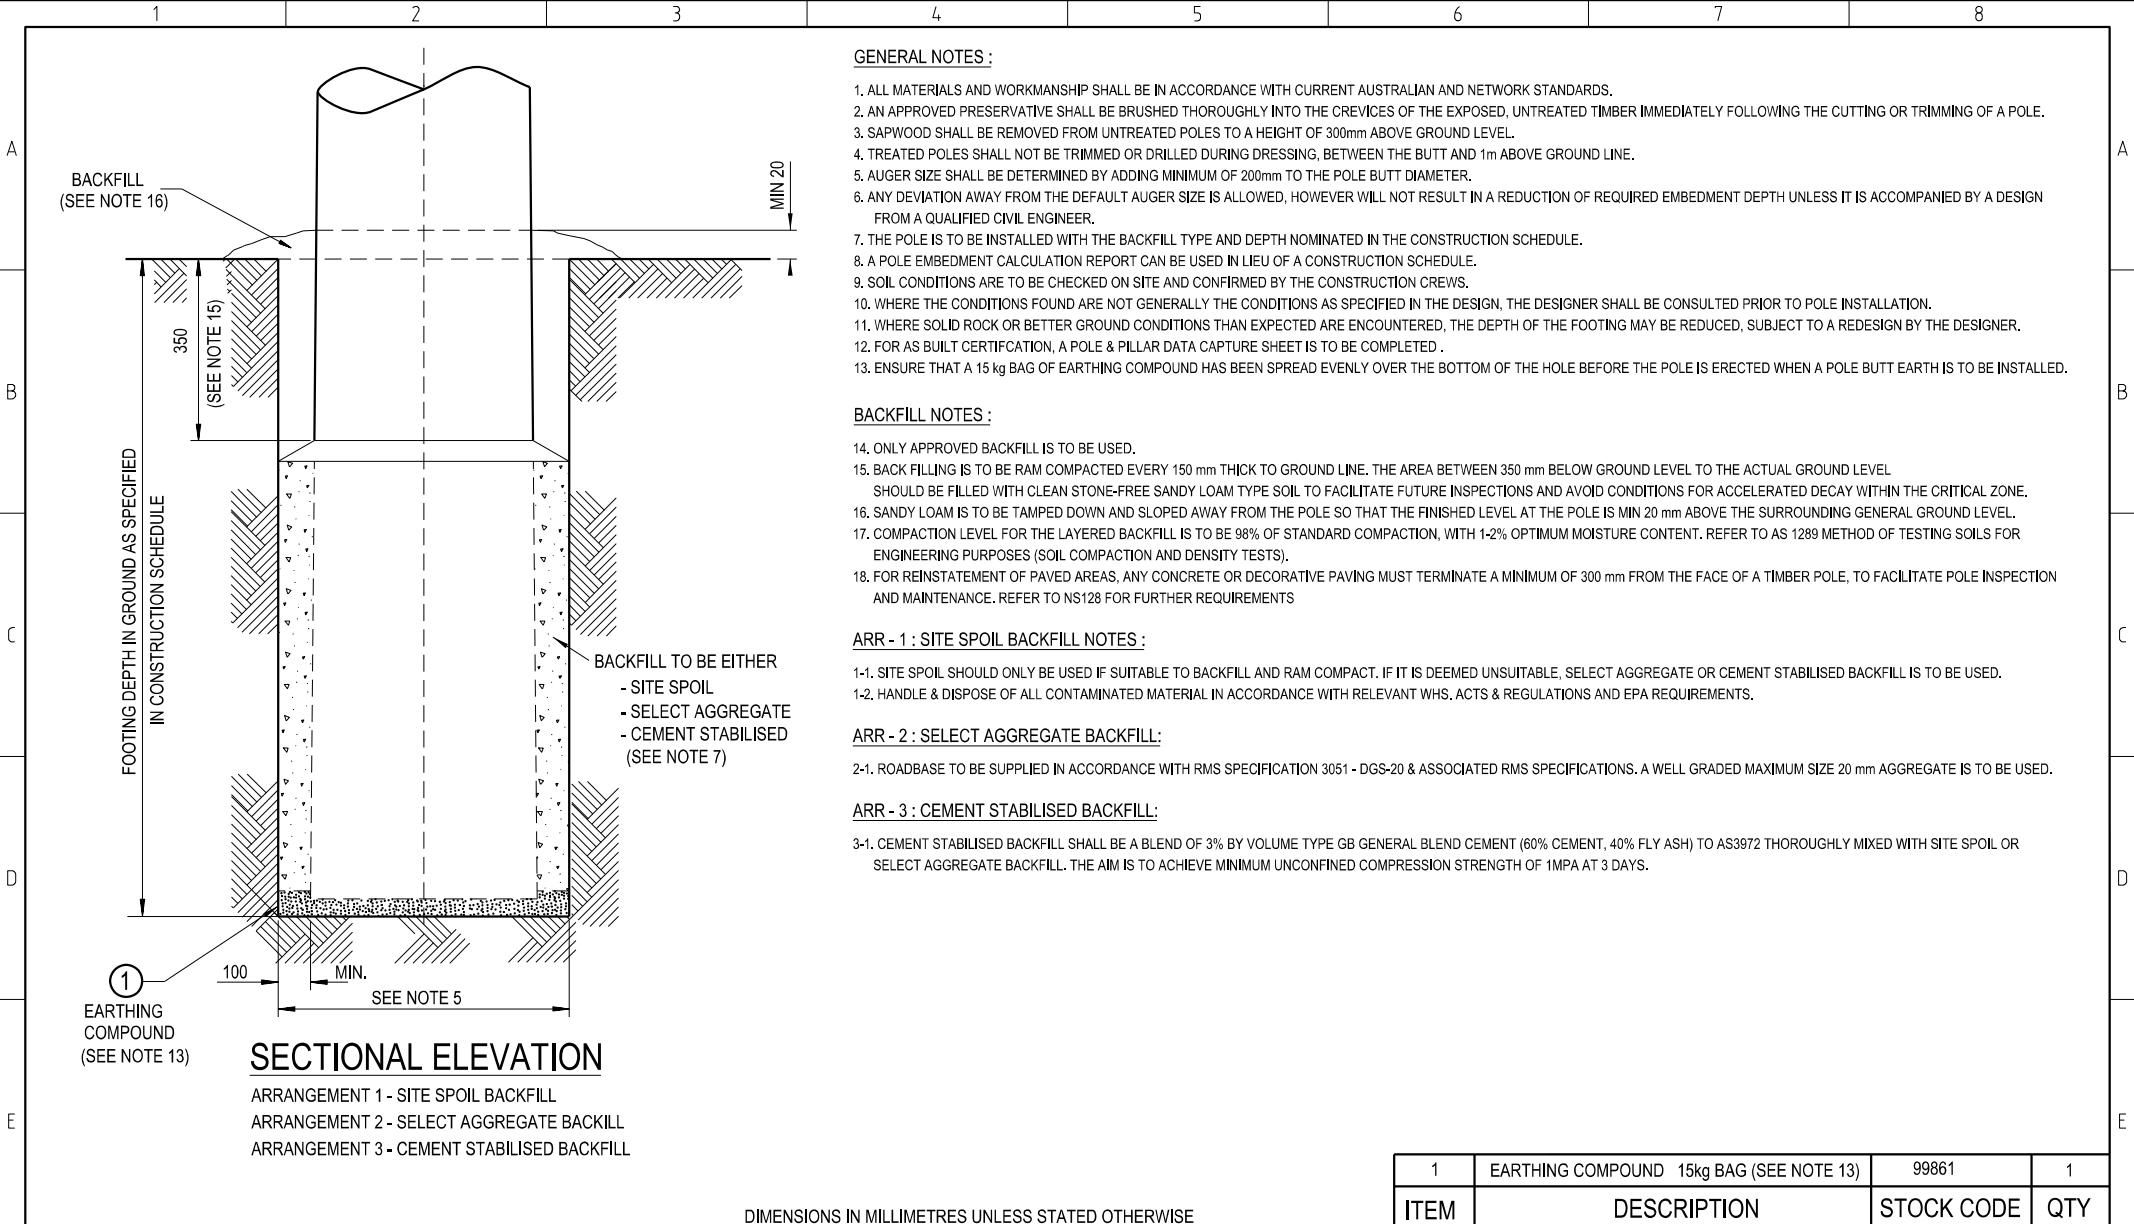 1 2 3 4 5 6 7 8
A
B
C
D
E
A
B
C
D
E
BACKFILL
(SEE NOTE 16)
MIN 20
350
(SEE NOTE 15)
FOOTING DEPTH IN GROUND AS SPECIFIED
IN CONSTRUCTION SCHEDULE
BACKFILL TO BE EITHER
- SITE SPOIL
- SELECT AGGREGATE
- CEMENT STABILISED
(SEE NOTE 7)
1
EARTHING
COMPOUND
(SEE NOTE 13)
100 MIN.
SEE NOTE 5
SECTIONAL ELEVATION
ARRANGEMENT 1 - SITE SPOIL BACKFILL
ARRANGEMENT 2 - SELECT AGGREGATE BACKILL
ARRANGEMENT 3 - CEMENT STABILISED BACKFILL
GENERAL NOTES :
1. ALL MATERIALS AND WORKMANSHIP SHALL BE IN ACCORDANCE WITH CURRENT AUSTRALIAN AND NETWORK STANDARDS.
2. AN APPROVED PRESERVATIVE SHALL BE BRUSHED THOROUGHLY INTO THE CREVICES OF THE EXPOSED, UNTREATED TIMBER IMMEDIATELY FOLLOWING THE CUTTING OR TRIMMING OF A POLE.
3. SAPWOOD SHALL BE REMOVED FROM UNTREATED POLES TO A HEIGHT OF 300mm ABOVE GROUND LEVEL.
4. TREATED POLES SHALL NOT BE TRIMMED OR DRILLED DURING DRESSING, BETWEEN THE BUTT AND 1m ABOVE GROUND LINE.
5. AUGER SIZE SHALL BE DETERMINED BY ADDING MINIMUM OF 200mm TO THE POLE BUTT DIAMETER.
6. ANY DEVIATION AWAY FROM THE DEFAULT AUGER SIZE IS ALLOWED, HOWEVER WILL NOT RESULT IN A REDUCTION OF REQUIRED EMBEDMENT DEPTH UNLESS IT IS ACCOMPANIED BY A DESIGN
FROM A QUALIFIED CIVIL ENGINEER.
7. THE POLE IS TO BE INSTALLED WITH THE BACKFILL TYPE AND DEPTH NOMINATED IN THE CONSTRUCTION SCHEDULE.
8. A POLE EMBEDMENT CALCULATION REPORT CAN BE USED IN LIEU OF A CONSTRUCTION SCHEDULE.
9. SOIL CONDITIONS ARE TO BE CHECKED ON SITE AND CONFIRMED BY THE CONSTRUCTION CREWS.
10. WHERE THE CONDITIONS FOUND ARE NOT GENERALLY THE CONDITIONS AS SPECIFIED IN THE DESIGN, THE DESIGNER SHALL BE CONSULTED PRIOR TO POLE INSTALLATION.
11. WHERE SOLID ROCK OR BETTER GROUND CONDITIONS THAN EXPECTED ARE ENCOUNTERED, THE DEPTH OF THE FOOTING MAY BE REDUCED, SUBJECT TO A REDESIGN BY THE DESIGNER.
12. FOR AS BUILT CERTIFCATION, A POLE & PILLAR DATA CAPTURE SHEET IS TO BE COMPLETED .
13. ENSURE THAT A 15 kg BAG OF EARTHING COMPOUND HAS BEEN SPREAD EVENLY OVER THE BOTTOM OF THE HOLE BEFORE THE POLE IS ERECTED WHEN A POLE BUTT EARTH IS TO BE INSTALLED.
BACKFILL NOTES :
14. ONLY APPROVED BACKFILL IS TO BE USED.
15. BACK FILLING IS TO BE RAM COMPACTED EVERY 150 mm THICK TO GROUND LINE. THE AREA BETWEEN 350 mm BELOW GROUND LEVEL TO THE ACTUAL GROUND LEVEL
SHOULD BE FILLED WITH CLEAN STONE-FREE SANDY LOAM TYPE SOIL TO FACILITATE FUTURE INSPECTIONS AND AVOID CONDITIONS FOR ACCELERATED DECAY WITHIN THE CRITICAL ZONE.
16. SANDY LOAM IS TO BE TAMPED DOWN AND SLOPED AWAY FROM THE POLE SO THAT THE FINISHED LEVEL AT THE POLE IS MIN 20 mm ABOVE THE SURROUNDING GENERAL GROUND LEVEL.
17. COMPACTION LEVEL FOR THE LAYERED BACKFILL IS TO BE 98% OF STANDARD COMPACTION, WITH 1-2% OPTIMUM MOISTURE CONTENT. REFER TO AS 1289 METHOD OF TESTING SOILS FOR
ENGINEERING PURPOSES (SOIL COMPACTION AND DENSITY TESTS).
18. FOR REINSTATEMENT OF PAVED AREAS, ANY CONCRETE OR DECORATIVE PAVING MUST TERMINATE A MINIMUM OF 300 mm FROM THE FACE OF A TIMBER POLE, TO FACILITATE POLE INSPECTION
AND MAINTENANCE. REFER TO NS128 FOR FURTHER REQUIREMENTS
ARR - 1 : SITE SPOIL BACKFILL NOTES :
1-1. SITE SPOIL SHOULD ONLY BE USED IF SUITABLE TO BACKFILL AND RAM COMPACT. IF IT IS DEEMED UNSUITABLE, SELECT AGGREGATE OR CEMENT STABILISED BACKFILL IS TO BE USED.
1-2. HANDLE & DISPOSE OF ALL CONTAMINATED MATERIAL IN ACCORDANCE WITH RELEVANT WHS. ACTS & REGULATIONS AND EPA REQUIREMENTS.
ARR - 2 : SELECT AGGREGATE BACKFILL:
2-1. ROADBASE TO BE SUPPLIED IN ACCORDANCE WITH RMS SPECIFICATION 3051 - DGS-20 & ASSOCIATED RMS SPECIFICATIONS. A WELL GRADED MAXIMUM SIZE 20 mm AGGREGATE IS TO BE USED.
ARR - 3 : CEMENT STABILISED BACKFILL:
3-1. CEMENT STABILISED BACKFILL SHALL BE A BLEND OF 3% BY VOLUME TYPE GB GENERAL BLEND CEMENT (60% CEMENT, 40% FLY ASH) TO AS3972 THOROUGHLY MIXED WITH SITE SPOIL OR
SELECT AGGREGATE BACKFILL. THE AIM IS TO ACHIEVE MINIMUM UNCONFINED COMPRESSION STRENGTH OF 1MPA AT 3 DAYS.
1 EARTHING COMPOUND 15kg BAG (SEE NOTE 13) 99861 1
ITEM DESCRIPTION STOCK CODE QTY
DIMENSIONS IN MILLIMETRES UNLESS STATED OTHERWISE